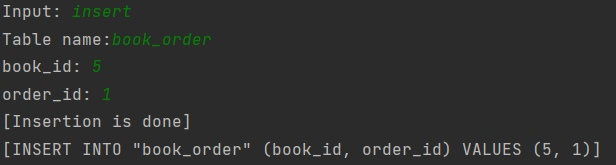 Input: insert
Table name:book_order
book_id: 5
order_id: 1
[Insertion is done]
[INSERT INTO "book_order" (book_id, order_id) VALUES (5, 1)]